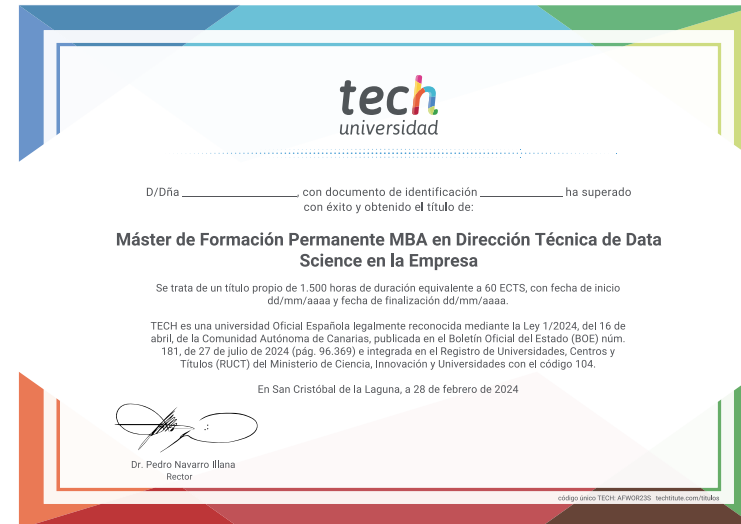 tech
universidad
D/Dña ____________________, con documento de identificación ______________ ha superado
con éxito y obtenido el título de:
Máster de Formación Permanente MBA en Dirección Técnica de Data
Science en la Empresa
Se trata de un título propio de 1.500 horas de duración equivalente a 60 ECTS, con fecha de inicio
dd/mm/aaaa y fecha de finalización dd/mm/aaaa.
TECH es una universidad Oficial Española legalmente reconocida mediante la Ley 1/2024, del 16 de
abril, de la Comunidad Autónoma de Canarias, publicada en el Boletín Oficial del Estado (BOE) núm.
181, de 27 de julio de 2024 (pág. 96.369) e integrada en el Registro de Universidades, Centros y
Títulos (RUCT) del Ministerio de Ciencia, Innovación y Universidades con el código 104.
En San Cristóbal de la Laguna, a 28 de febrero de 2024
Dr. Pedro Navarro Illana
Rector
código único TECH: AFWOR23S techtitute.com/titulos